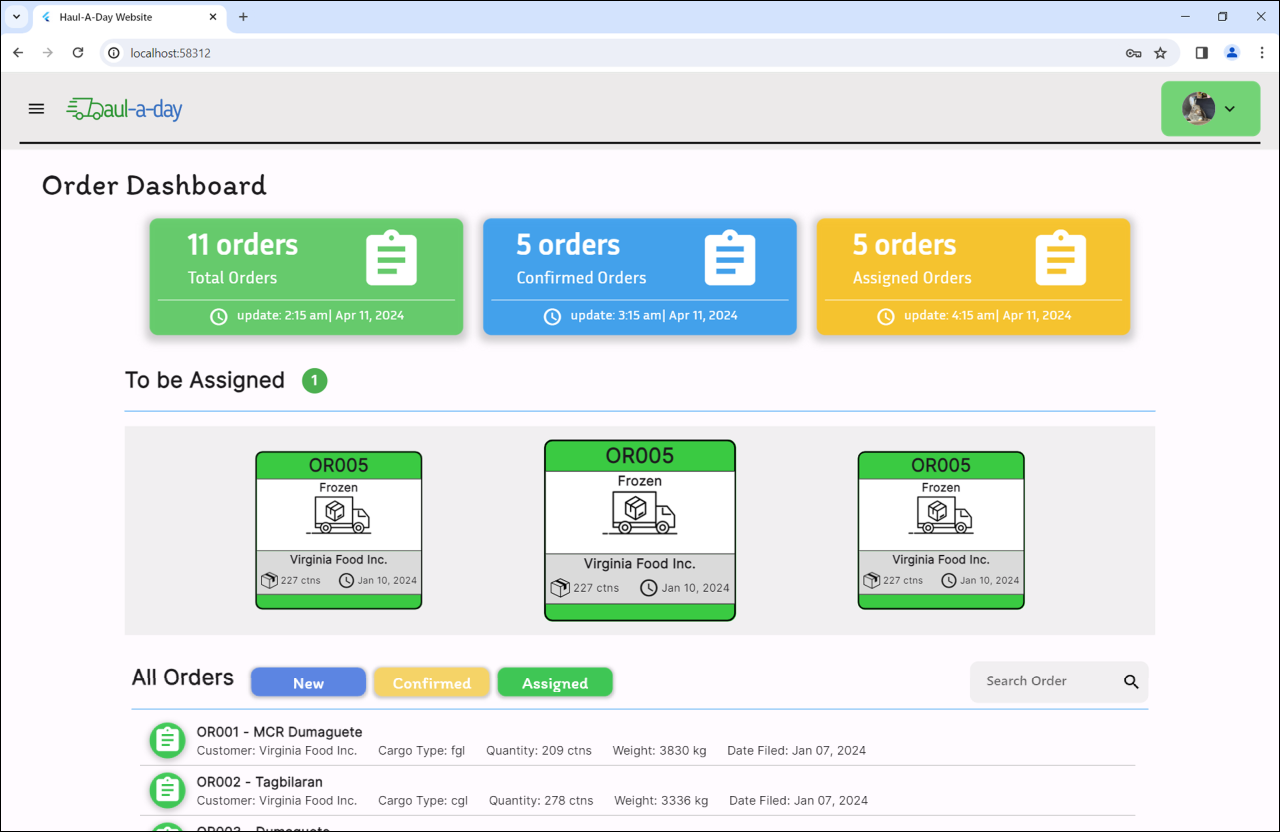 Haul-A-Day Website
localhost:58312
haul-a-day
Order Dashboard
11 orders
Total Orders
update: 2:15 am| Apr 11, 2024
5 orders
Confirmed Orders
update: 3:15 am| Apr 11, 2024
5 orders
Assigned Orders
update: 4:15 am| Apr 11, 2024
To be Assigned 1
OR005
Frozen
Virginia Food Inc.
227 ctns Jan 10, 2024
OR005
Frozen
Virginia Food Inc.
227 ctns Jan 10, 2024
OR005
Frozen
Virginia Food Inc.
227 ctns Jan 10, 2024
All Orders New Confirmed Assigned Search Order
OR001 - MCR Dumaguete
Customer: Virginia Food Inc. Cargo Type: fgl Quantity: 209 ctns Weight: 3830 kg Date Filed: Jan 07, 2024
OR002 - Tagbilaran
Customer: Virginia Food Inc. Cargo Type: cgl Quantity: 278 ctns Weight: 3336 kg Date Filed: Jan 07, 2024
OR003 - Dumaguete